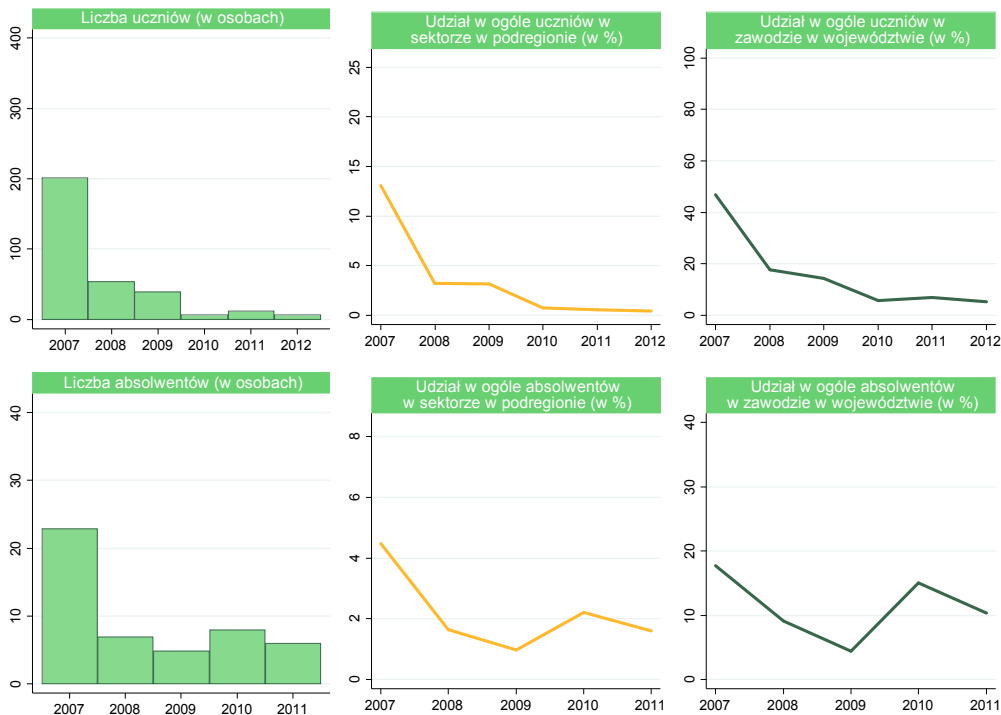 Liczba uczniów (w osobach)
400
300
200
100
0
2007 2008 2009 2010 2011 2012
Udział w ogóle uczniów w
sektorze w podregionie (w %)
25
20
15
10
5
0
2007 2008 2009 2010 2011 2012
Udział w ogóle uczniów w
zawodzie w województwie (w %)
100
80
60
40
20
0
2007 2008 2009 2010 2011 2012
Liczba absolwentów (w osobach)
40
30
20
10
0
2007 2008 2009 2010 2011
Udział w ogóle absolwentów
w sektorze w podregionie (w %)
8
6
4
2
0
2007 2008 2009 2010 2011
Udział w ogóle absolwentów
w zawodzie w województwie (w %)
40
30
20
10
0
2007 2008 2009 2010 2011